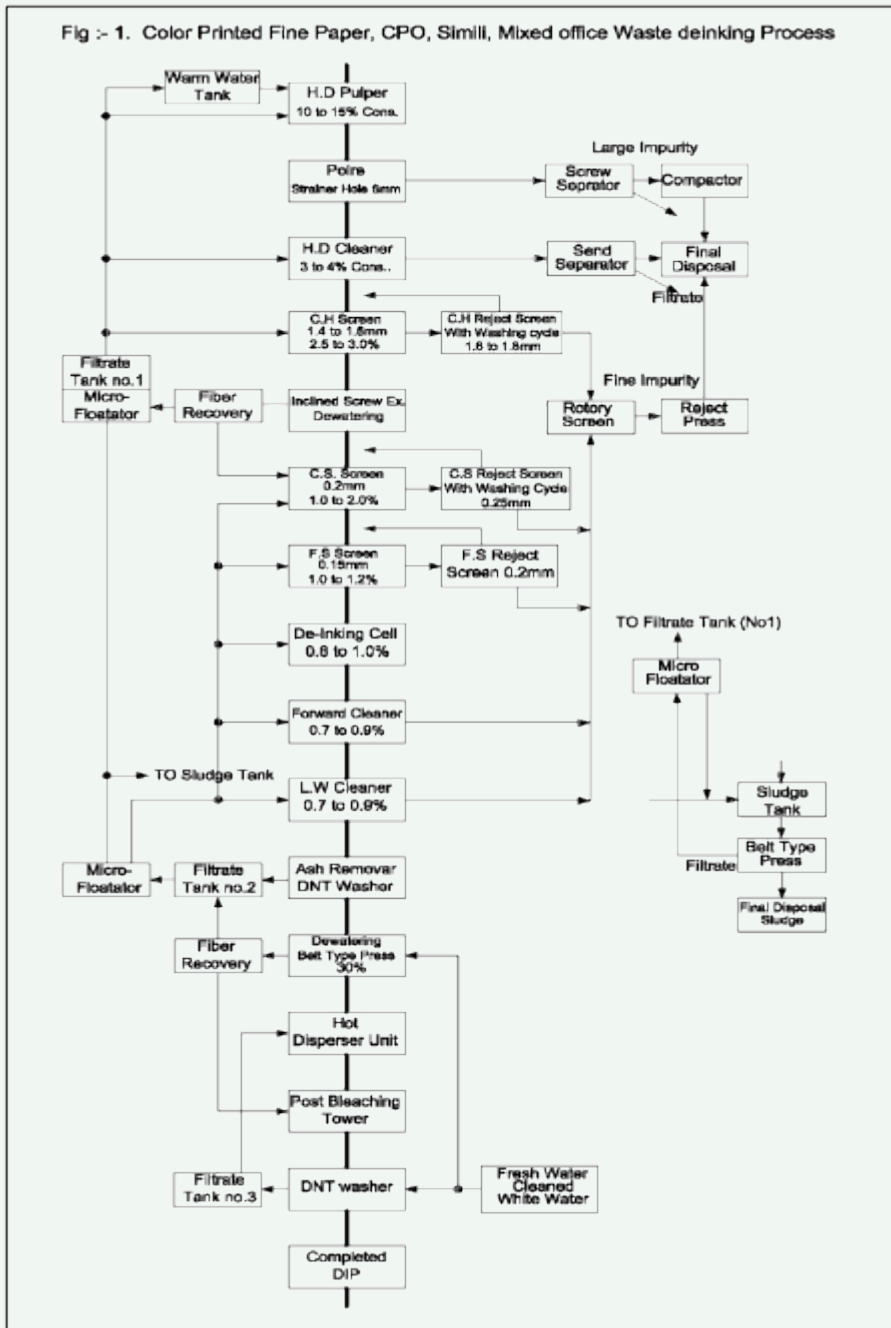 Fig :- 1. Color Printed Fine Paper, CPO, Simili, Mixed office Waste deinking Process
Warm Water
Tank
H.D Pulper
10 to 15% Cons.
Large Impurity
Poire
Strainer Hole 6mm
Screw
Seprator
Compactor
H.D Cleaner
3 to 4% Cons..
Send
Separator
Final
Disposal
Filtrate
C.H Screen
1.4 to 1.6mm
2.5 to 3.0%
C.H Reject Screen
With Washing cycle
1.6 to 1.8mm
Filtrate
Tank no.1
Micro-
Floatator
Fiber
Recovery
Inclined Screw Ex.
Dewatering
Fine Impurity
Rotory
Screen
Reject
Press
C.S. Screen
0.2mm
1.0 to 2.0%
C.S Reject Screen
With Washing Cycle
0.25mm
F.S Screen
0.15mm
1.0 to 1.2%
F.S Reject
Screen 0.2mm
De-Inking Cell
0.8 to 1.0%
TO Filtrate Tank (No1)
Micro
Floatator
Forward Cleaner
0.7 to 0.9%
TO Sludge Tank
L.W Cleaner
0.7 to 0.9%
Sludge
Tank
Belt Type
Press
Filtrate
Final Disposal
Sludge
Micro-
Floatator
Filtrate
Tank no.2
Ash Removar
DNT Washer
Fiber
Recovery
Dewatering
Belt Type Press
30%
Hot
Disperser Unit
Post Bleaching
Tower
Filtrate
Tank no.3
DNT washer
Fresh Water
Cleaned
White Water
Completed
DIP